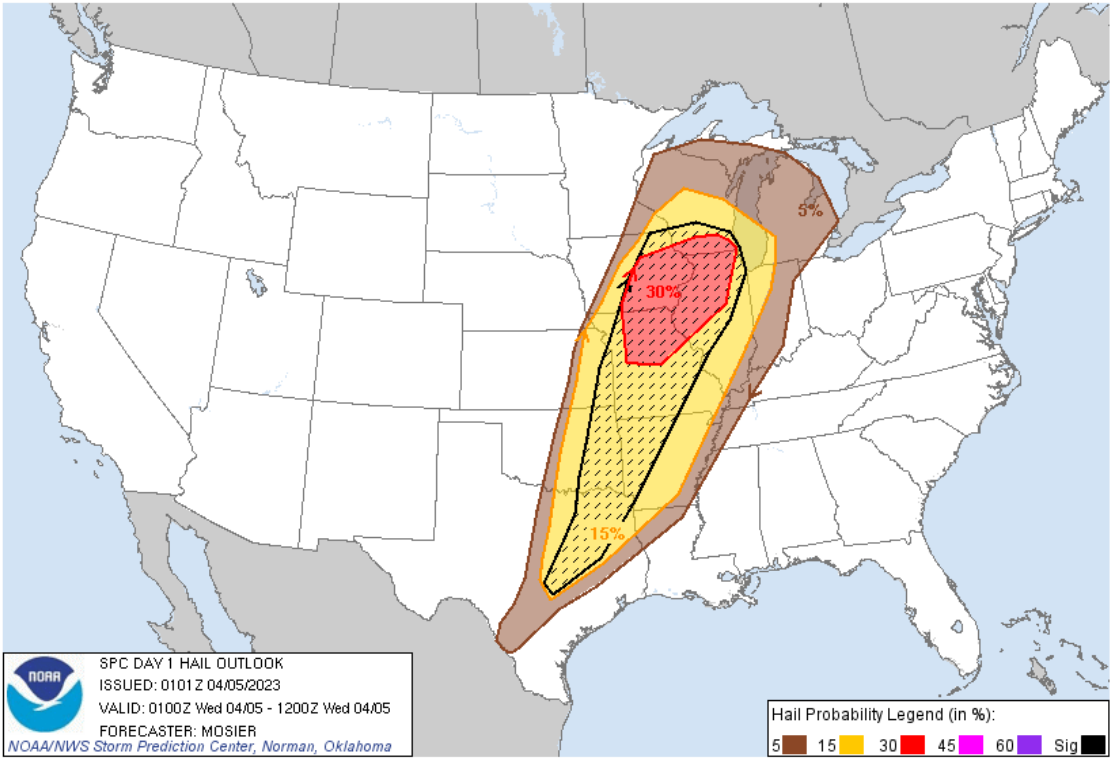 5%
30%
15%
NOAA
SPC DAY 1 HAIL OUTLOOK
ISSUED: 0101Z 04/05/2023
VALID: 0100Z Wed 04/05 - 1200Z Wed 04/05
FORECASTER: MOSIER
NOAA/NWS Storm Prediction Center, Norman, Oklahoma
Hail Probability Legend (in %):
5 15 30 45 60 Sig